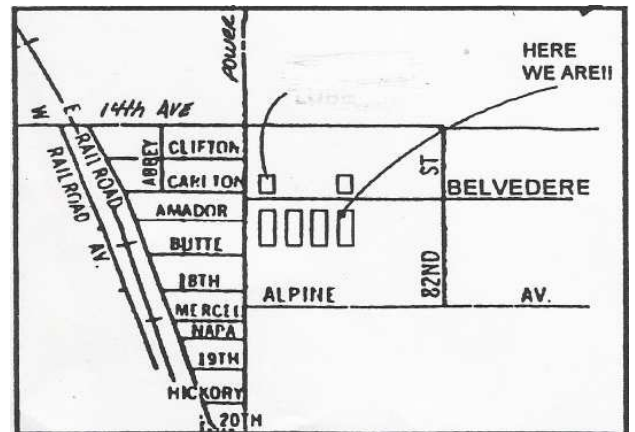 POWER
HERE
WE ARE!!
14th AVE
W
E
RAILROAD
RAILROAD AV.
ABBEY
CLIFTON
CARLTON
ST
BELVEDERE
AMADOR
BUTTE
18TH
82ND
ALPINE
AV.
MERCED
NAPA
19TH
HICKORY
20TH